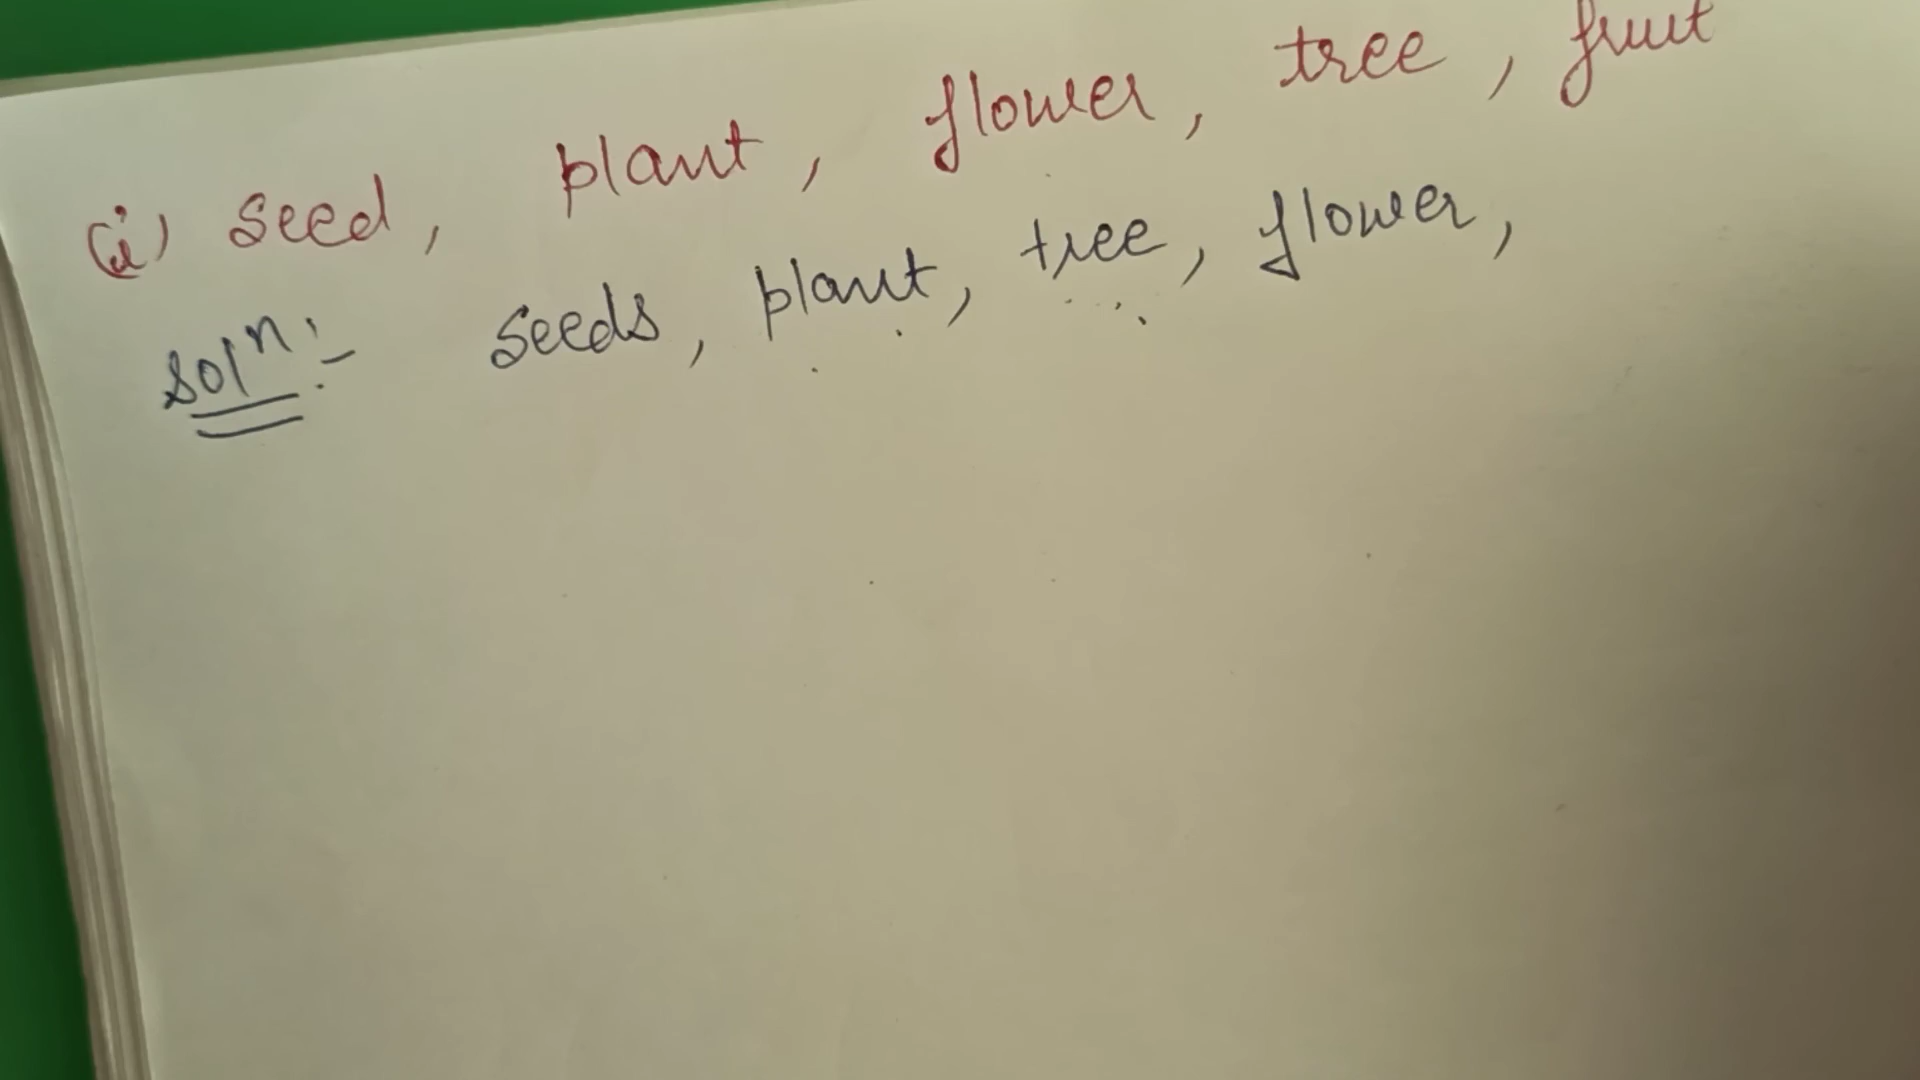 (i) seed, plant, flower, tree, fruit
Solⁿ:- Seeds, plant, tree, flower,